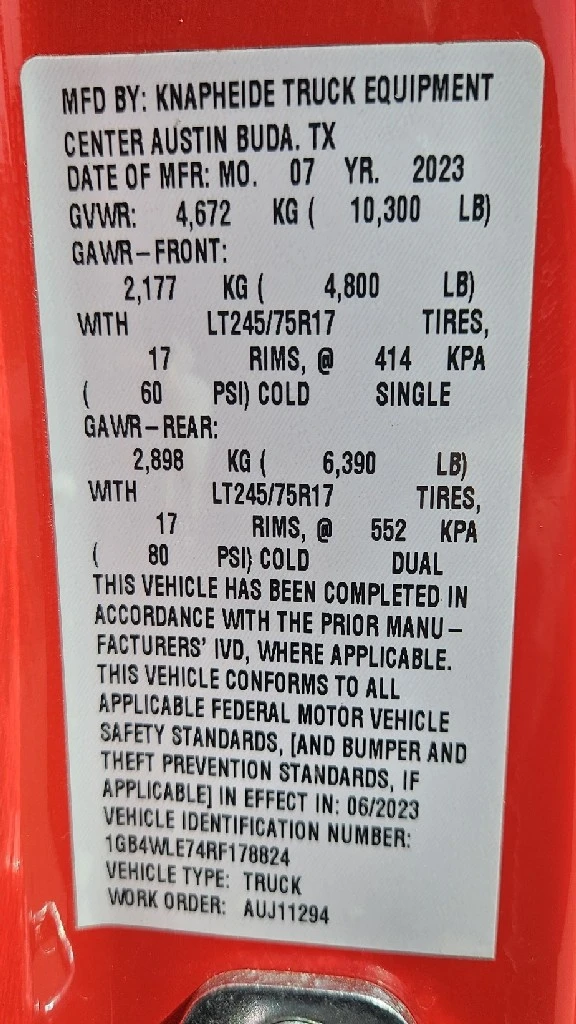 MFD BY: KNAPHEIDE TRUCK EQUIPMENT
CENTER AUSTIN BUDA. TX
DATE OF MFR: MO. 07 YR. 2023
GVWR: 4,672 KG ( 10,300 LB)
GAWR-FRONT:
2,177 KG ( 4,800 LB)
WITH LT245/75R17 TIRES,
17 RIMS, @ 414 KPA
( 60 PSI) COLD SINGLE
GAWR-REAR:
2,898 KG ( 6,390 LB)
WITH LT245/75R17 TIRES,
17 RIMS, @ 552 KPA
( 80 PSI) COLD DUAL
THIS VEHICLE HAS BEEN COMPLETED IN
ACCORDANCE WITH THE PRIOR MANU-
FACTURERS' IVD, WHERE APPLICABLE.
THIS VEHICLE CONFORMS TO ALL
APPLICABLE FEDERAL MOTOR VEHICLE
SAFETY STANDARDS, [AND BUMPER AND
THEFT PREVENTION STANDARDS, IF
APPLICABLE] IN EFFECT IN: 06/2023
VEHICLE IDENTIFICATION NUMBER:
1GB4WLE74RF178824
VEHICLE TYPE: TRUCK
WORK ORDER: AUJ11294